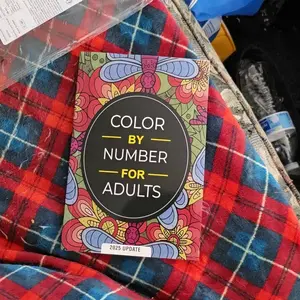 COLOR
BY
NUMBER
FOR
ADULTS
2025 UPDATE